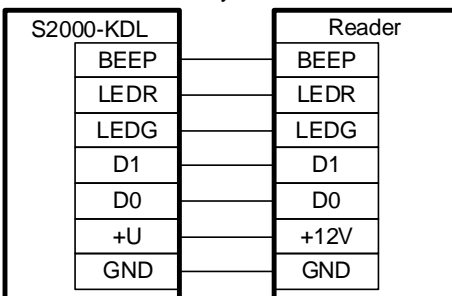 S2000-KDL Reader
BEEP BEEP
LEDR LEDR
LEDG LEDG
D1 D1
D0 D0
+U +12V
GND GND